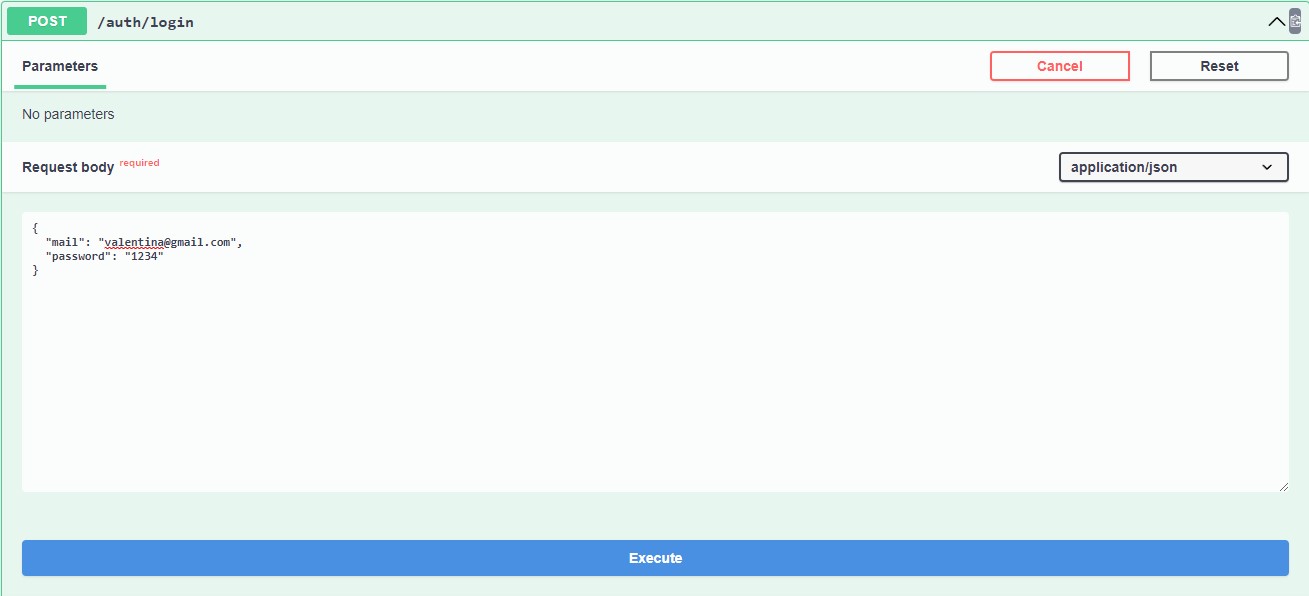 POST /auth/login
Parameters Cancel Reset
No parameters
Request body required application/json
{
"mail": "valentina@gmail.com",
"password": "1234"
}
Execute